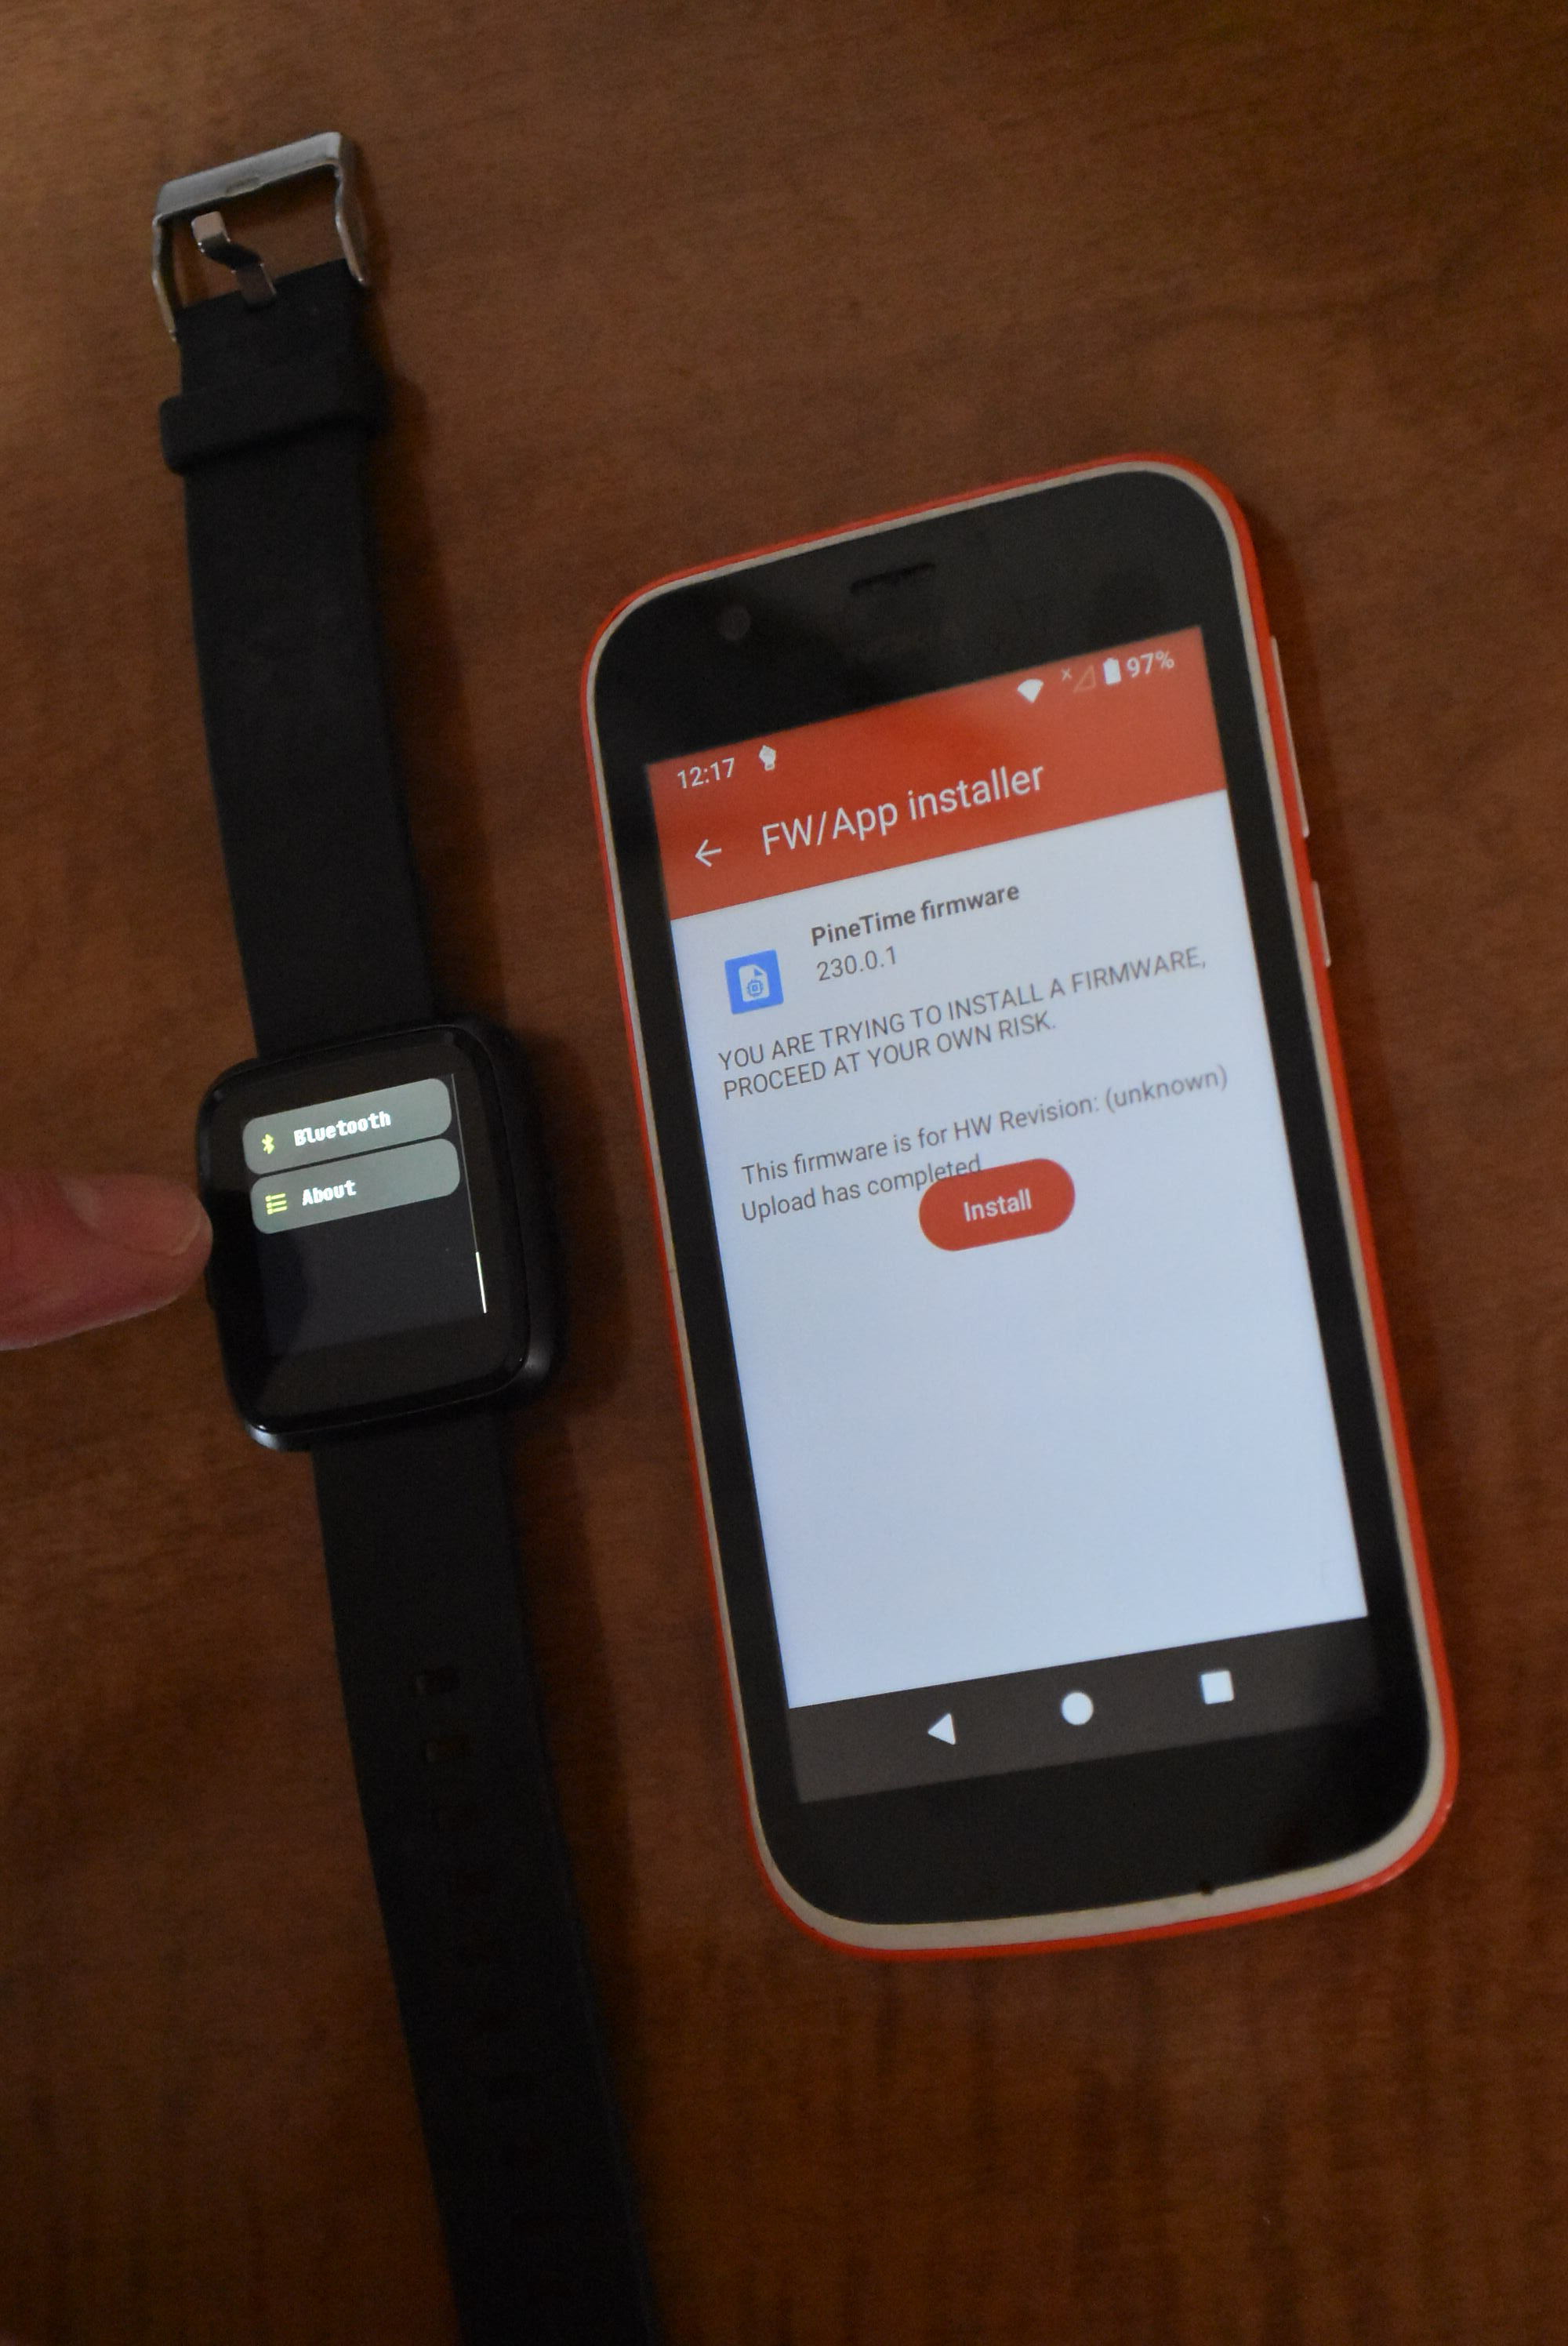 Bluetooth
About
12:17
97%
FW/App installer
PineTime firmware
230.0.1
YOU ARE TRYING TO INSTALL A FIRMWARE,
PROCEED AT YOUR OWN RISK.
This firmware is for HW Revision: (unknown)
Upload has completed
Install